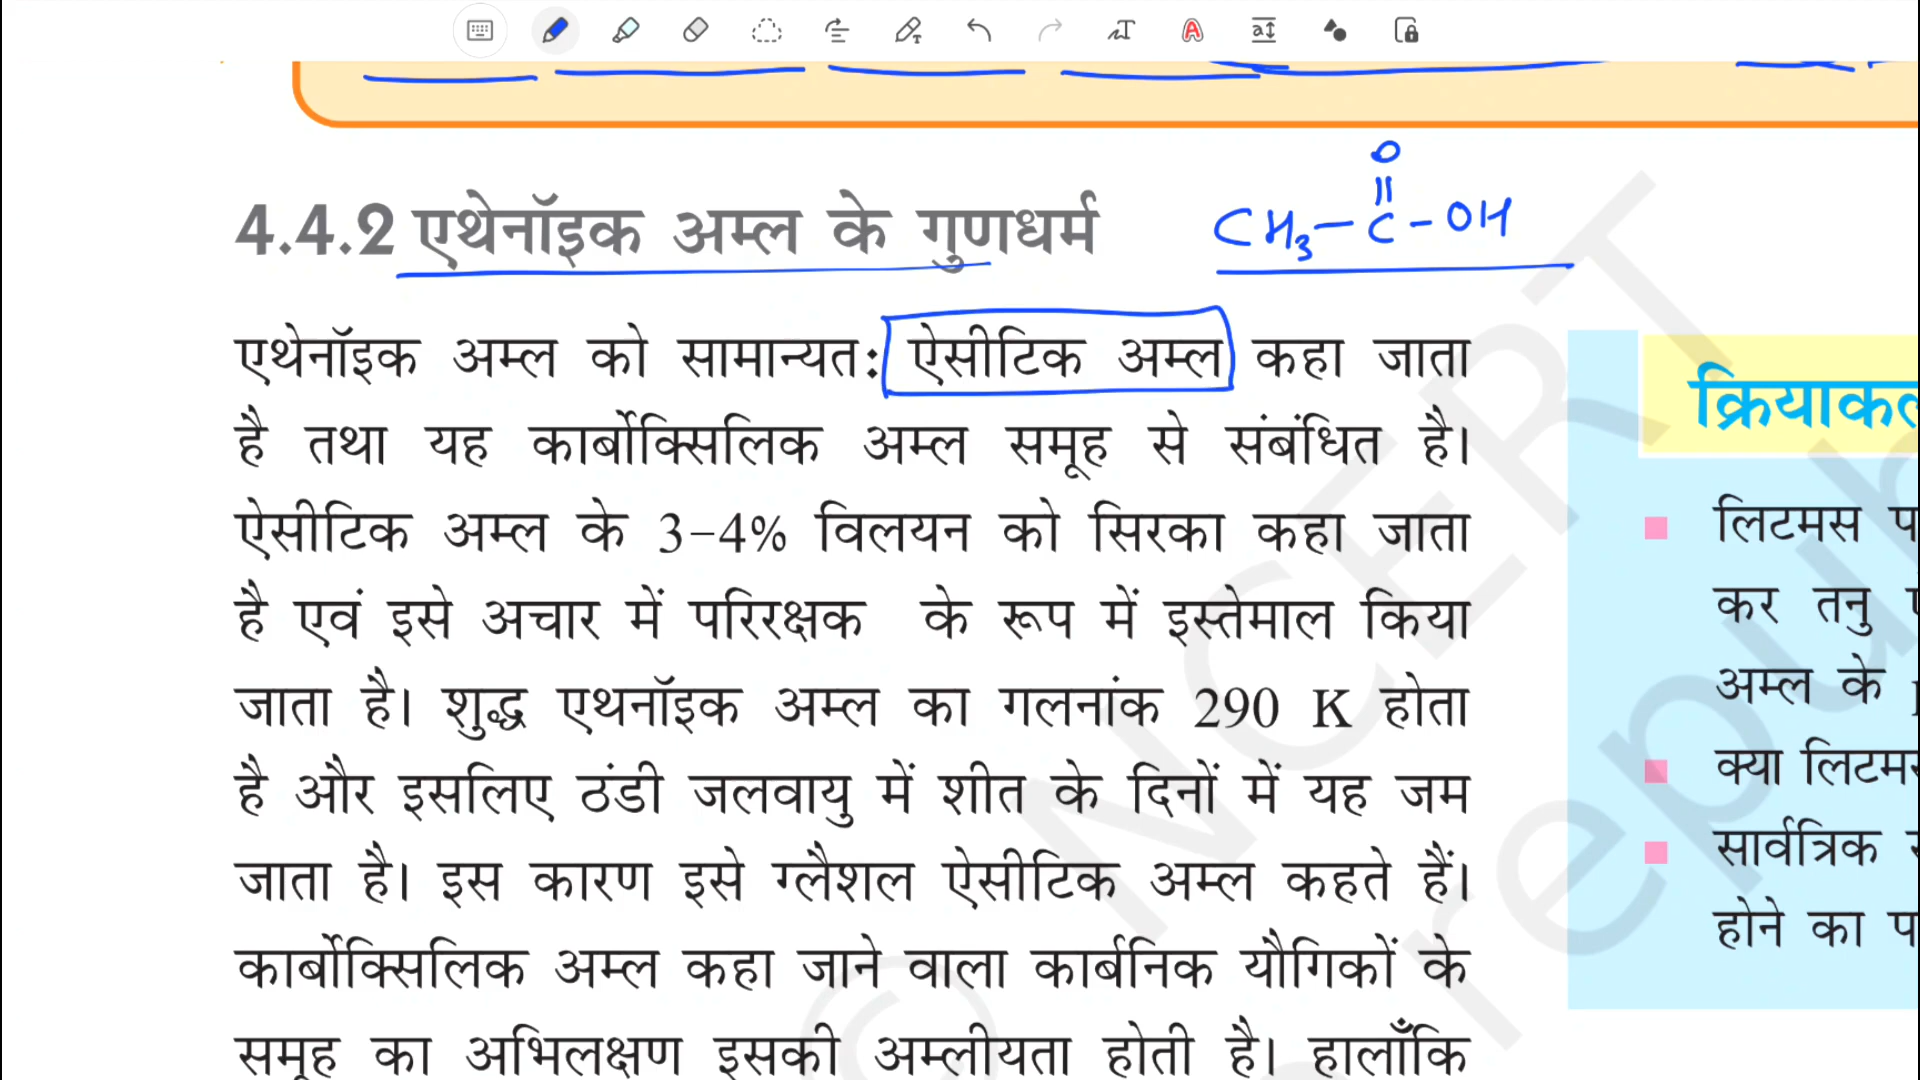 4.4.2 एथेनॉइक अम्ल के गुणधर्म
O
||
CH3 – C – OH
एथेनॉइक अम्ल को सामान्यत: ऐसीटिक अम्ल कहा जाता
है तथा यह कार्बोक्सिलिक अम्ल समूह से संबंधित है।
ऐसीटिक अम्ल के 3–4% विलयन को सिरका कहा जाता
है एवं इसे अचार में परिरक्षक के रूप में इस्तेमाल किया
जाता है। शुद्ध एथनॉइक अम्ल का गलनांक 290 K होता
है और इसलिए ठंडी जलवायु में शीत के दिनों में यह जम
जाता है। इस कारण इसे ग्लैशल ऐसीटिक अम्ल कहते हैं।
कार्बोक्सिलिक अम्ल कहा जाने वाला कार्बनिक यौगिकों के
समूह का अभिलक्षण इसकी अम्लीयता होती है। हालाँकि
लिटमस
कर तनु
अम्ल के
क्या
सार्वत्रिक
होने का
© NCERT